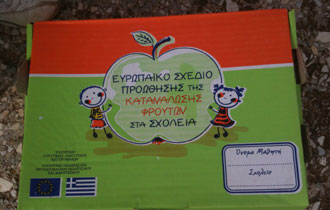 ΕΥΡΩΠΑΪΚΟ ΣΧΕΔΙΟ
ΠΡΟΩΘΗΣΗΣ ΤΗΣ
ΚΑΤΑΝΑΛΩΣΗΣ
ΦΡΟΥΤΩΝ
ΣΤΑ ΣΧΟΛΕΙΑ
Όνομα Μαθητή
Σχολείο